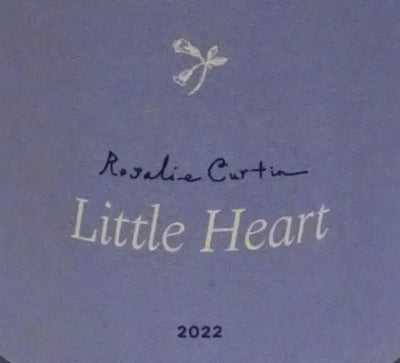 Rosalie Curtin
Little Heart
2022